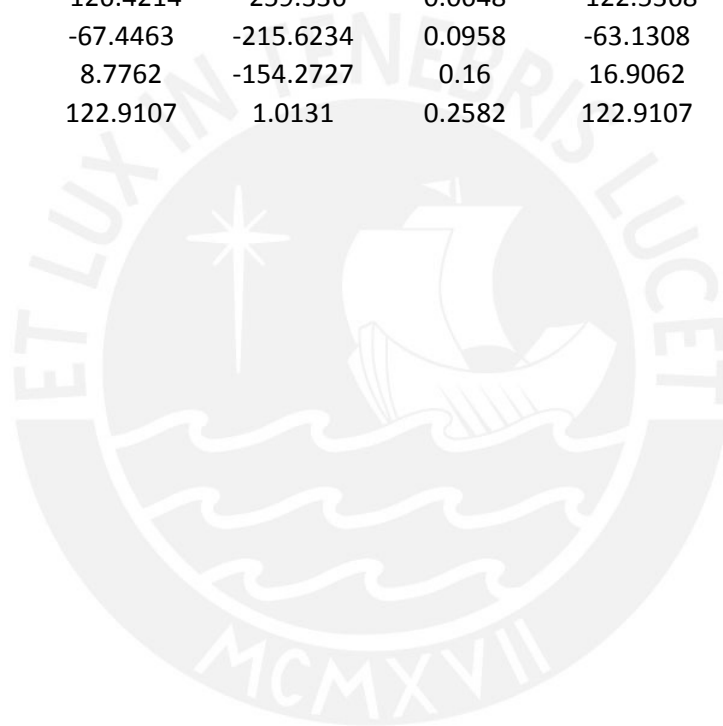 -67.4463 -215.6234 0.0958 -63.1308
8.7762 -154.2727 0.16 16.9062
122.9107 1.0131 0.2582 122.9107
ET LUX IN TENEBRIS LUCET
MCMXVII